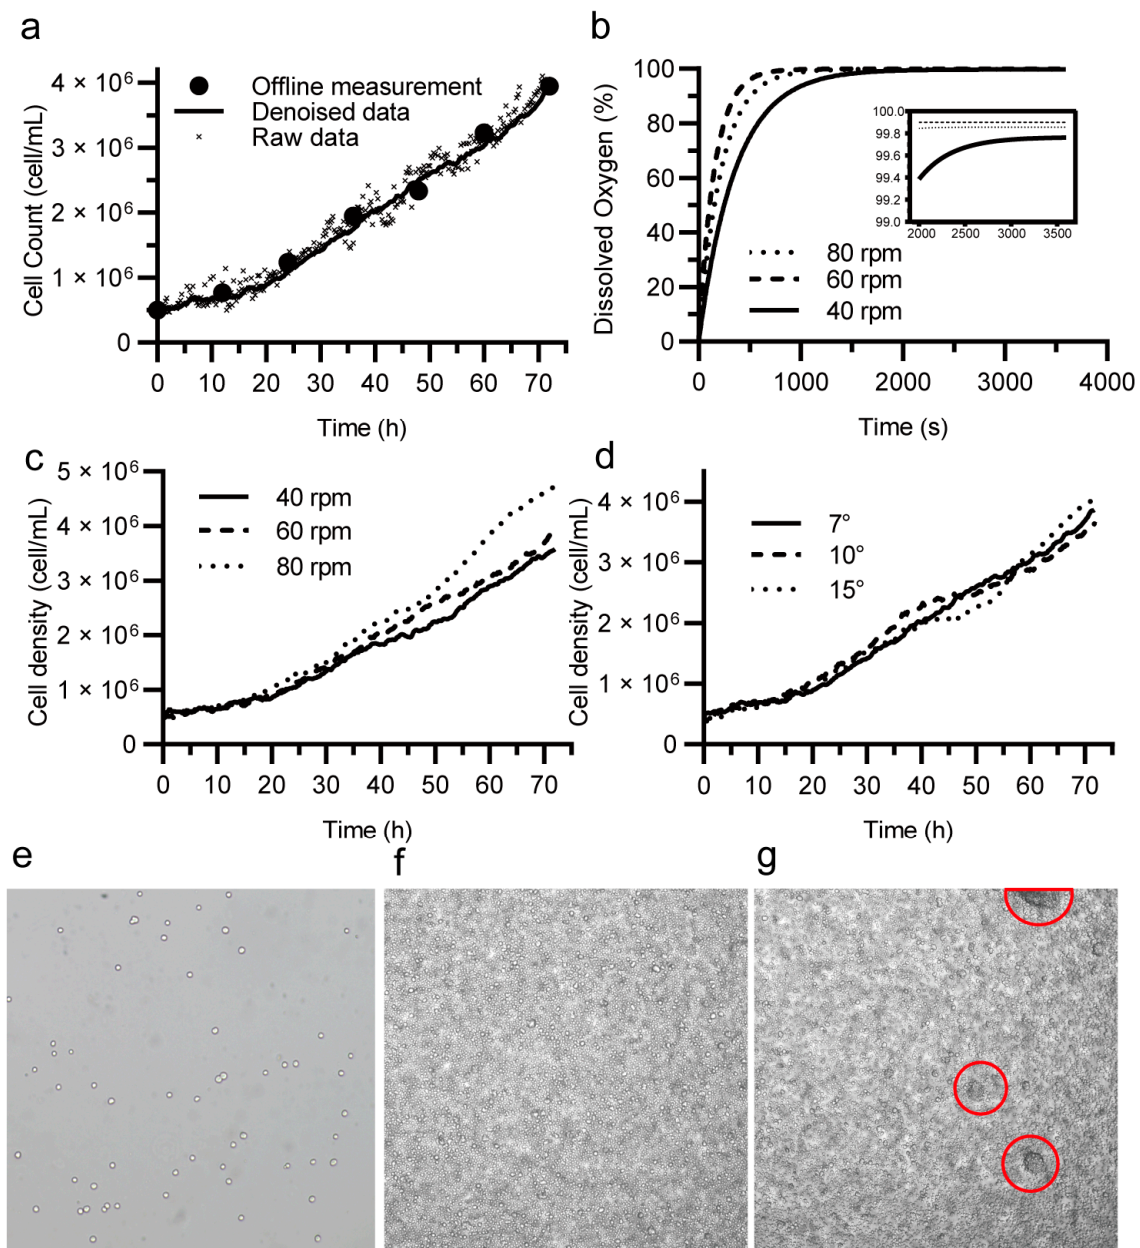 a
4 × 10⁶
3 × 10⁶
2 × 10⁶
1 × 10⁶
0
Cell Count (cell/mL)
Offline measurement
Denoised data
Raw data
0 10 20 30 40 50 60 70
Time (h)
b
100
80
60
40
20
0
Dissolved Oxygen (%)
100.0
99.8
99.6
99.4
99.2
99.0
2000 2500 3000 3500
80 rpm
60 rpm
40 rpm
0 1000 2000 3000 4000
Time (s)
c
5 × 10⁶
4 × 10⁶
3 × 10⁶
2 × 10⁶
1 × 10⁶
0
Cell density (cell/mL)
40 rpm
60 rpm
80 rpm
0 10 20 30 40 50 60 70
Time (h)
d
4 × 10⁶
3 × 10⁶
2 × 10⁶
1 × 10⁶
0
Cell density (cell/mL)
7°
10°
15°
0 10 20 30 40 50 60 70
Time (h)
e
f
g